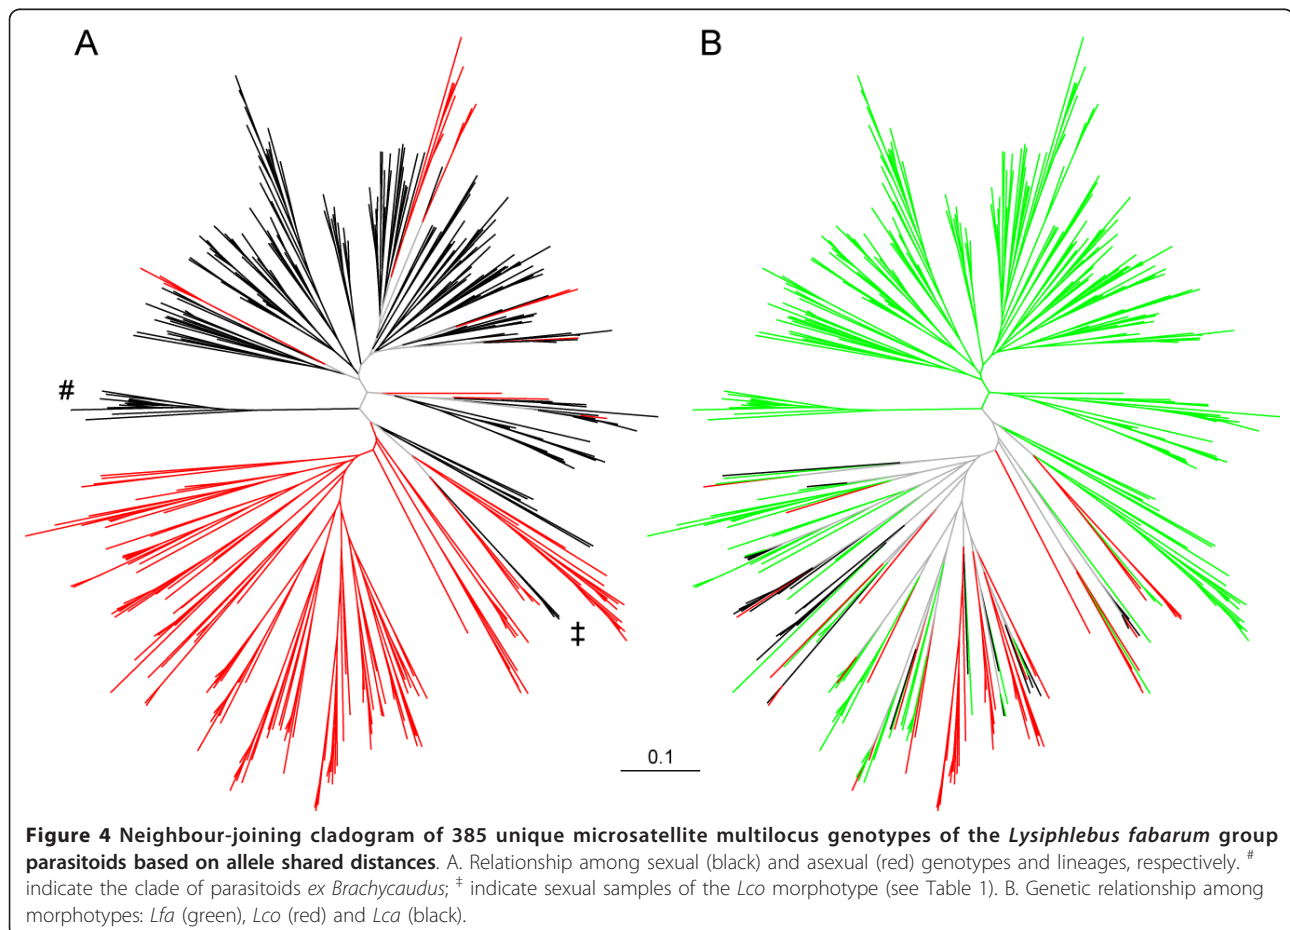 A
B
#
‡
0.1
Figure 4 Neighbour-joining cladogram of 385 unique microsatellite multilocus genotypes of the Lysiphlebus fabarum group
parasitoids based on allele shared distances. A. Relationship among sexual (black) and asexual (red) genotypes and lineages, respectively. #
indicate the clade of parasitoids ex Brachycaudus; ‡ indicate sexual samples of the Lco morphotype (see Table 1). B. Genetic relationship among
morphotypes: Lfa (green), Lco (red) and Lca (black).